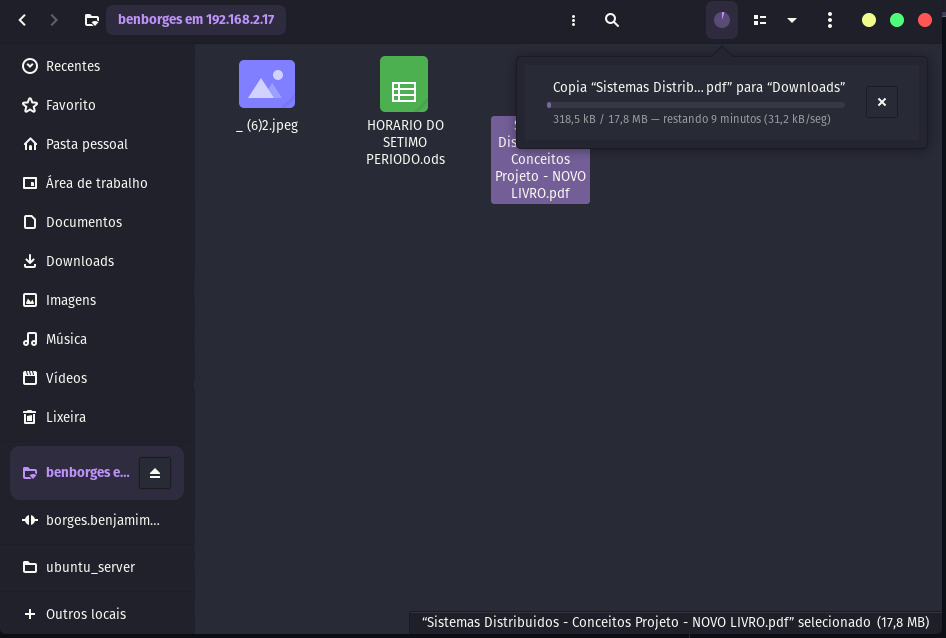 benborges em 192.168.2.17
Recentes
Favorito
Pasta pessoal
Área de trabalho
Documentos
Downloads
Imagens
Música
Vídeos
Lixeira
benborges e...
borges.benjamim...
ubuntu_server
Outros locais
_ (6)2.jpeg
HORARIO DO
SETIMO
PERIODO.ods
Conceitos
Projeto - NOVO
LIVRO.pdf
Copia “Sistemas Distrib...pdf” para “Downloads”
318,5 kB / 17,8 MB — restando 9 minutos (31,2 kB/seg)
“Sistemas Distribuidos - Conceitos Projeto - NOVO LIVRO.pdf” selecionado (17,8 MB)